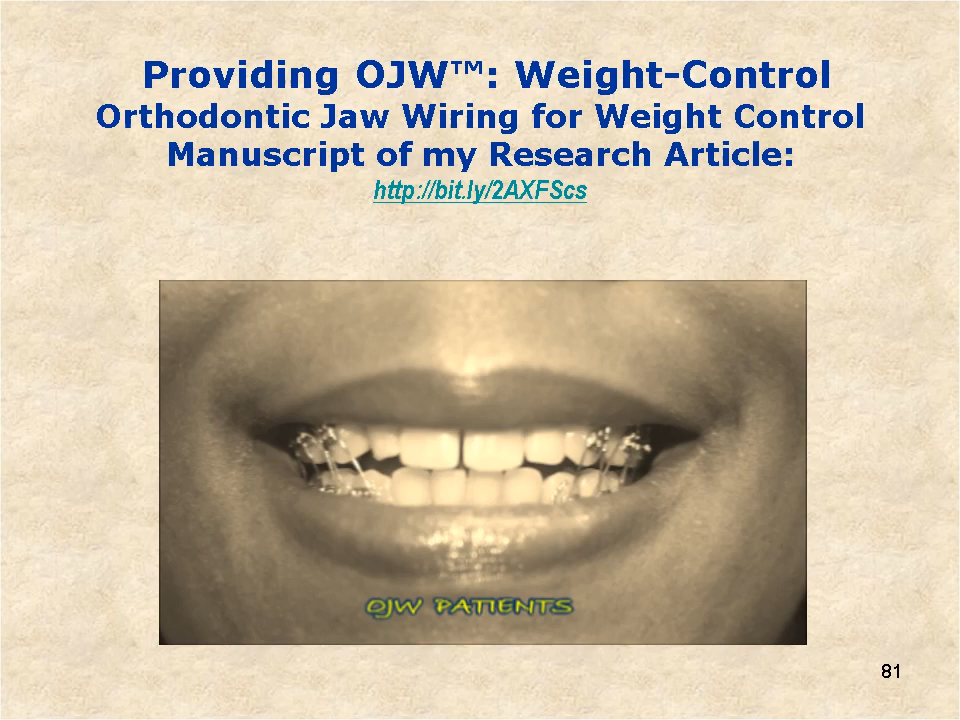 Providing OJW™: Weight-Control
Orthodontic Jaw Wiring for Weight Control
Manuscript of my Research Article:
http://bit.ly/2AXFScs
OJW PATIENTS
81